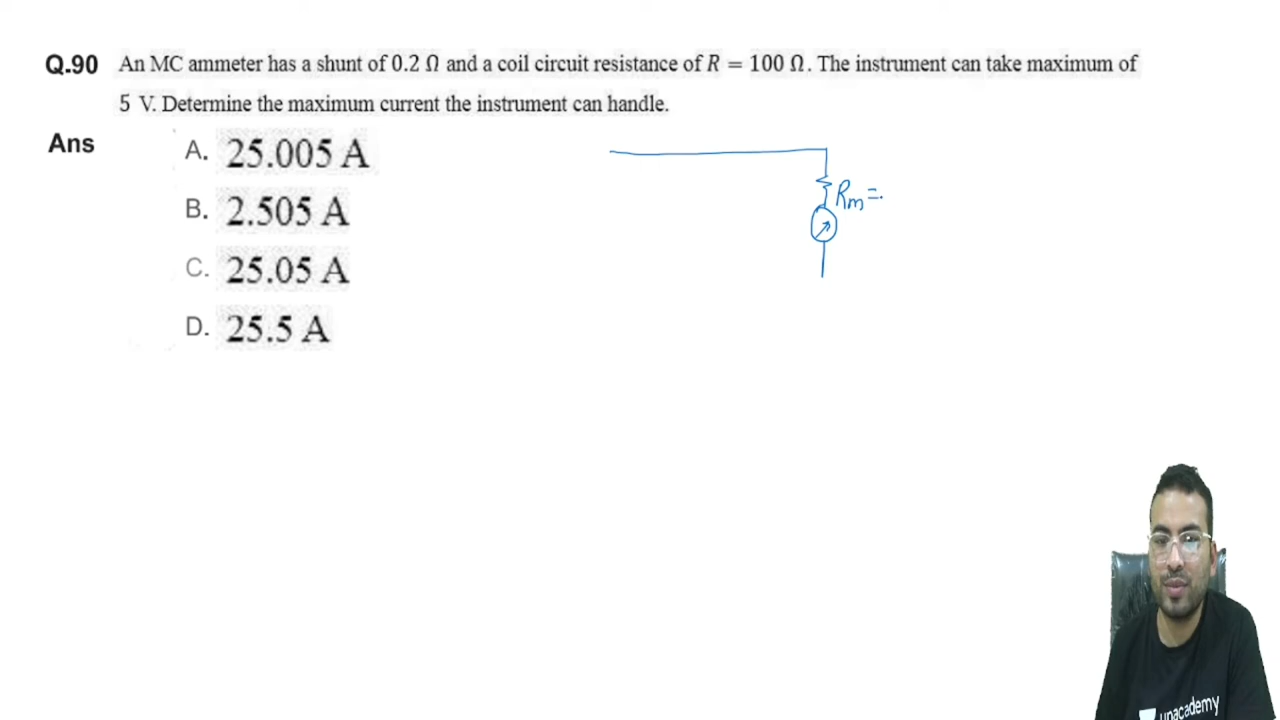 Q.90 An MC ammeter has a shunt of 0.2 Ω and a coil circuit resistance of R = 100 Ω. The instrument can take maximum of
5 V. Determine the maximum current the instrument can handle.
Ans
A. 25.005 A
B. 2.505 A
C. 25.05 A
D. 25.5 A
Rm=
unacademy